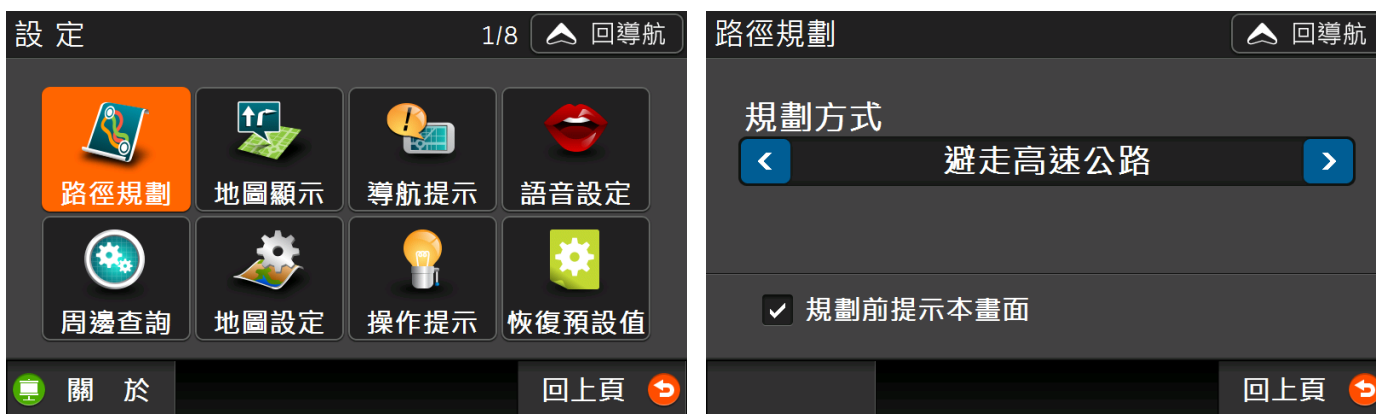 設 定
1/8
回導航
路徑規劃
地圖顯示
導航提示
語音設定
周邊查詢
地圖設定
操作提示
恢復預設值
關 於
回上頁
路徑規劃
回導航
規劃方式
避走高速公路
規劃前提示本畫面
回上頁